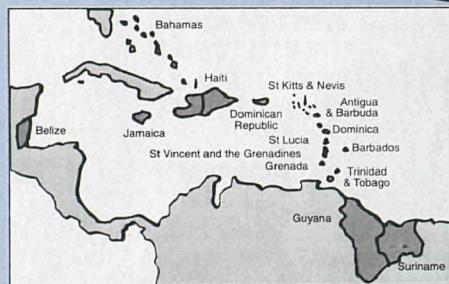 Bahamas
Haiti
St Kitts & Nevis
Antigua
& Barbuda
Belize
Jamaica
Dominican
Republic
Dominica
St Lucia
Barbados
St Vincent and the Grenadines
Grenada
Trinidad
& Tobago
Guyana
Suriname